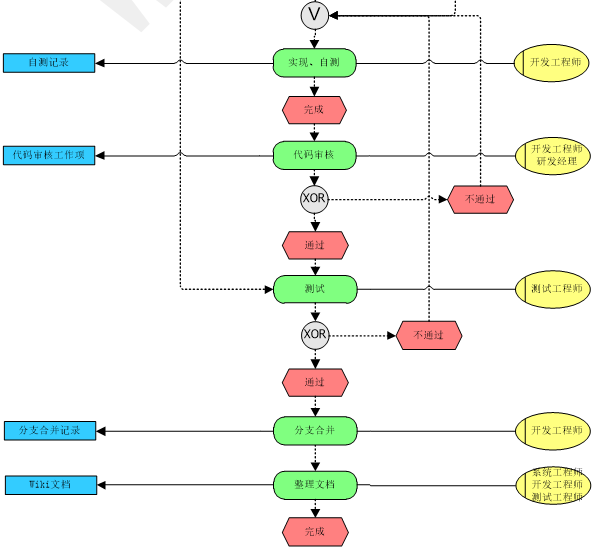 V
自测记录
实现、自测
开发工程师
完成
代码审核工作项
代码审核
开发工程师
研发经理
XOR
不通过
通过
测试
测试工程师
XOR
不通过
通过
分支合并记录
分支合并
开发工程师
Wiki文档
整理文档
系统工程师
开发工程师
测试工程师
完成